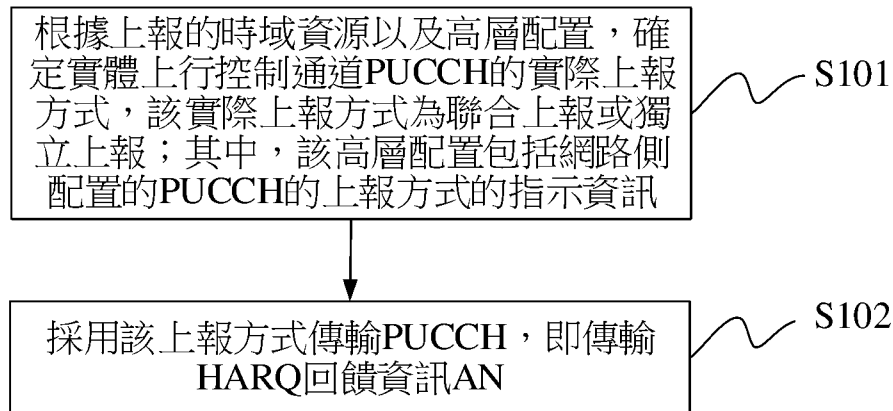 根據上報的時域資源以及高層配置，確
定實體上行控制通道PUCCH的實際上報
方式，該實際上報方式為聯合上報或獨
立上報；其中，該高層配置包括網路側
配置的PUCCH的上報方式的指示資訊
S101
採用該上報方式傳輸PUCCH，即傳輸
HARQ回饋資訊AN
S102